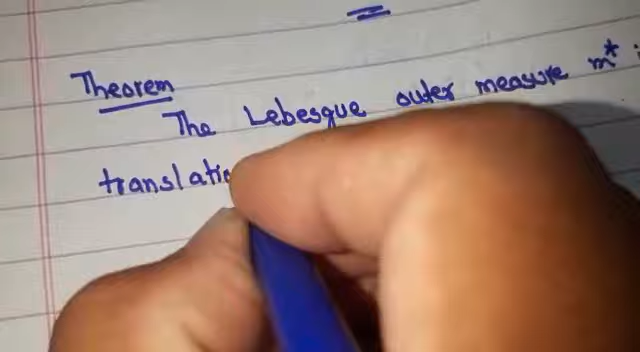 Theorem
The Lebesgue outer measure m*
translatio